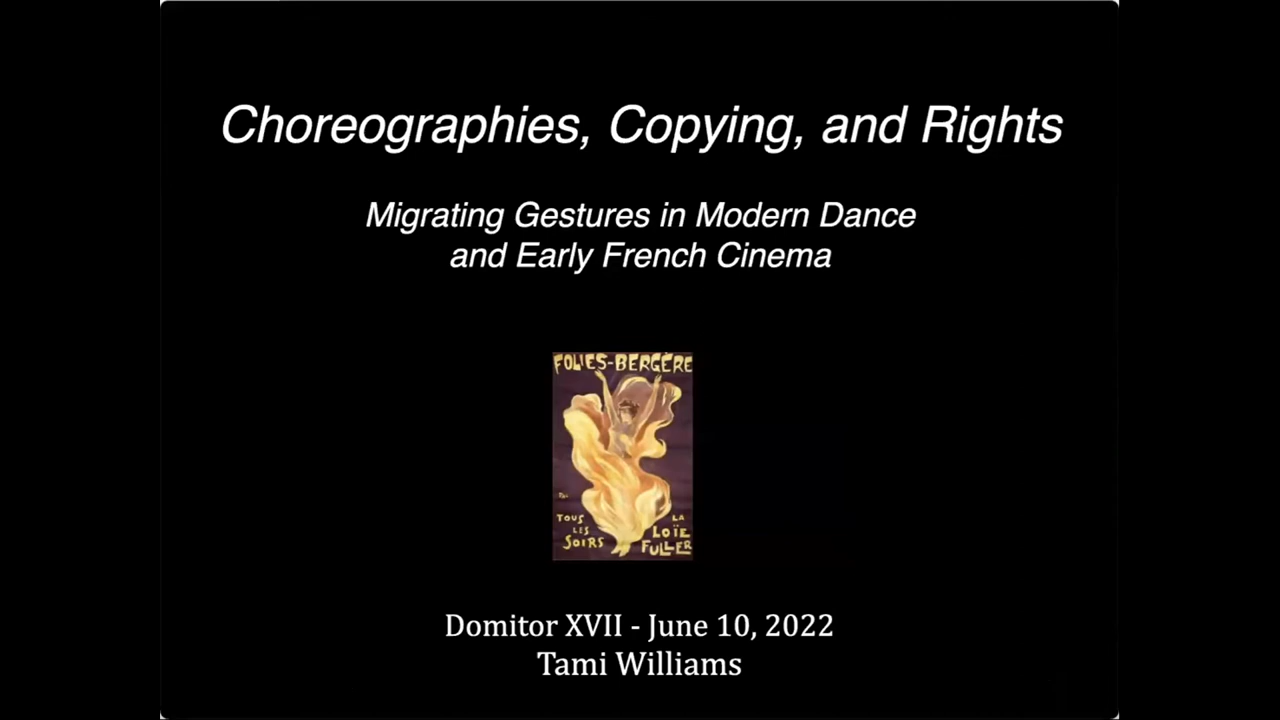 Choreographies, Copying, and Rights
Migrating Gestures in Modern Dance
and Early French Cinema
FOLIES-BERGÈRE
TOUS
LES
SOIRS
LA
LOÏE
FULLER
Domitor XVII - June 10, 2022
Tami Williams